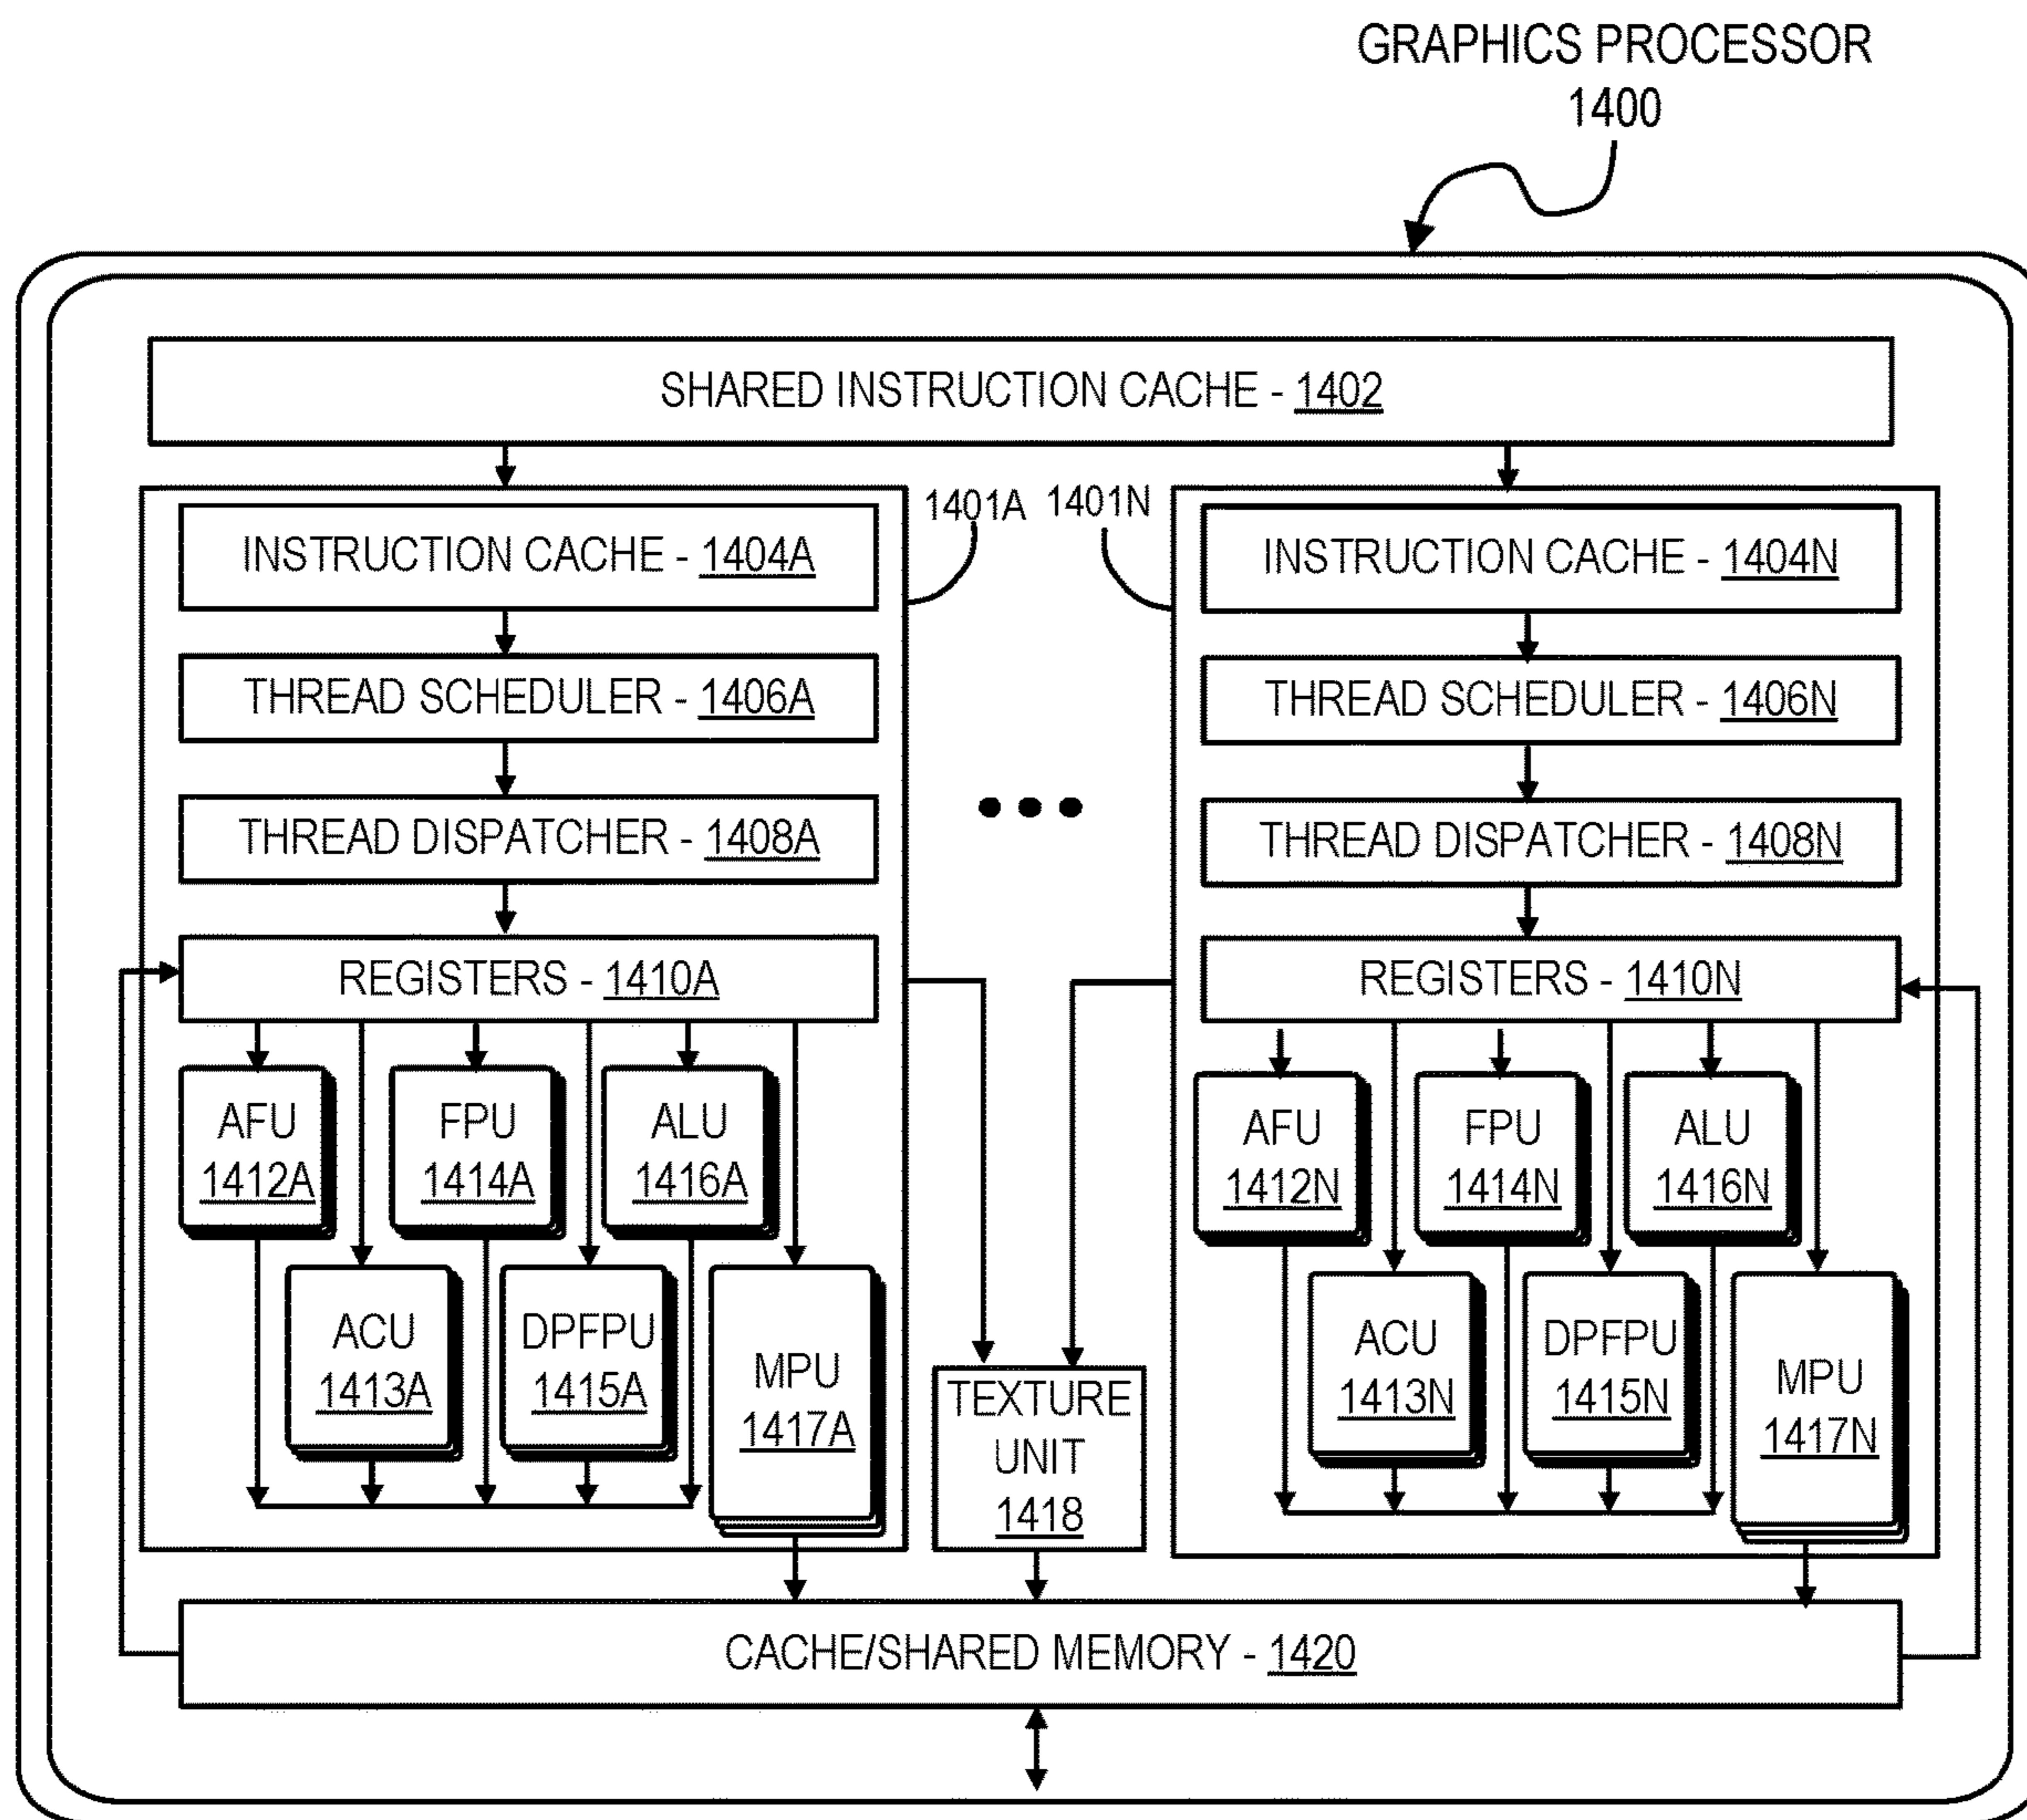 GRAPHICS PROCESSOR
1400
SHARED INSTRUCTION CACHE - 1402
1401A 1401N
INSTRUCTION CACHE - 1404A
THREAD SCHEDULER - 1406A
THREAD DISPATCHER - 1408A
REGISTERS - 1410A
AFU
1412A
FPU
1414A
ALU
1416A
ACU
1413A
DPFPU
1415A
MPU
1417A
INSTRUCTION CACHE - 1404N
THREAD SCHEDULER - 1406N
THREAD DISPATCHER - 1408N
REGISTERS - 1410N
AFU
1412N
FPU
1414N
ALU
1416N
ACU
1413N
DPFPU
1415N
MPU
1417N
TEXTURE
UNIT
1418
CACHE/SHARED MEMORY - 1420